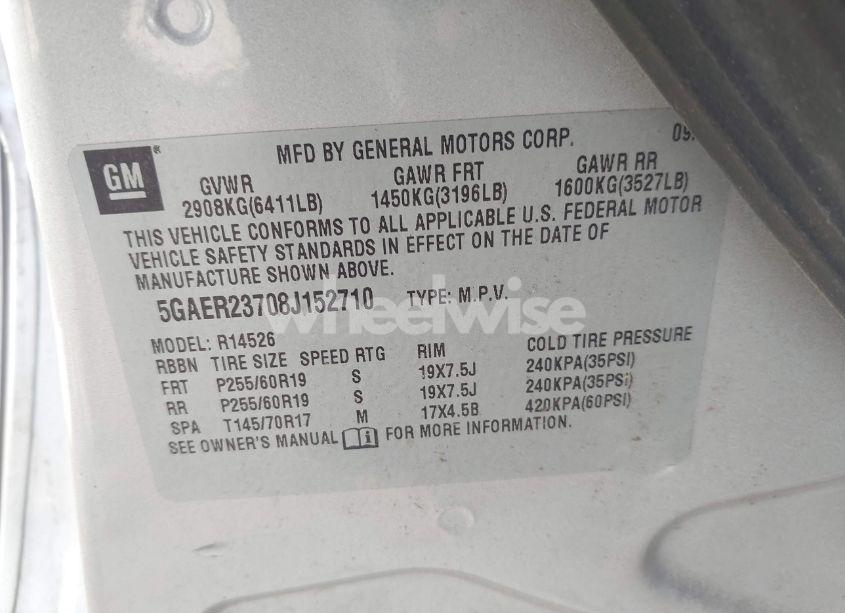 GM
MFD BY GENERAL MOTORS CORP. 09.
GVWR GAWR FRT GAWR RR
2908KG(6411LB) 1450KG(3196LB) 1600KG(3527LB)
THIS VEHICLE CONFORMS TO ALL APPLICABLE U.S. FEDERAL MOTOR
VEHICLE SAFETY STANDARDS IN EFFECT ON THE DATE OF
MANUFACTURE SHOWN ABOVE.
5GAER23708J152710 TYPE: M.P.V.
wheelwise
MODEL: R14526
RBBN TIRE SIZE SPEED RTG RIM COLD TIRE PRESSURE
FRT P255/60R19 S 19X7.5J 240KPA(35PSI)
RR P255/60R19 S 19X7.5J 240KPA(35PSI)
SPA T145/70R17 M 17X4.5B 420KPA(60PSI)
SEE OWNER'S MANUAL FOR MORE INFORMATION.